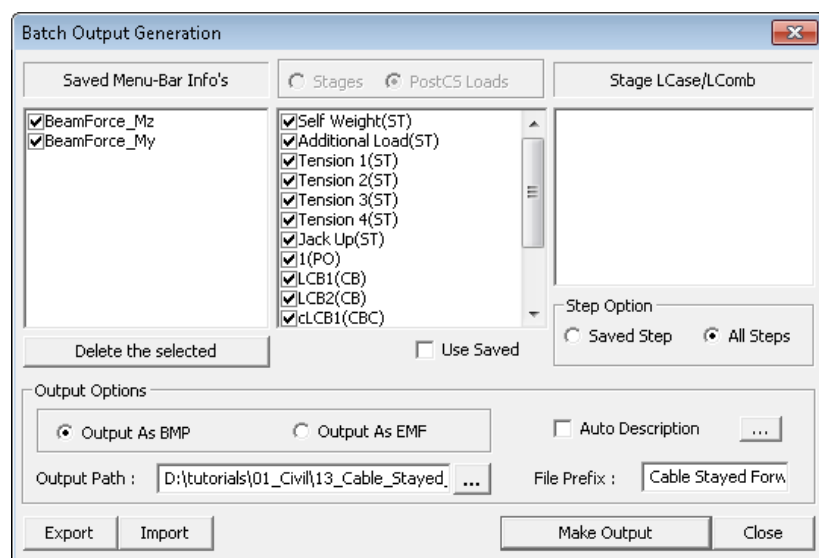 Batch Output Generation
Saved Menu-Bar Info's
Stages PostCS Loads
Stage LCase/LComb
BeamForce_Mz
BeamForce_My
Self Weight(ST)
Additional Load(ST)
Tension 1(ST)
Tension 2(ST)
Tension 3(ST)
Tension 4(ST)
Jack Up(ST)
1(PO)
LCB1(CB)
LCB2(CB)
cLCB1(CBC)
Step Option
Saved Step All Steps
Delete the selected
Use Saved
Output Options
Output As BMP Output As EMF
Auto Description ...
Output Path : D:\tutorials\01_Civil\13_Cable_Stayed_ ...
File Prefix : Cable Stayed Forw
Export Import Make Output Close